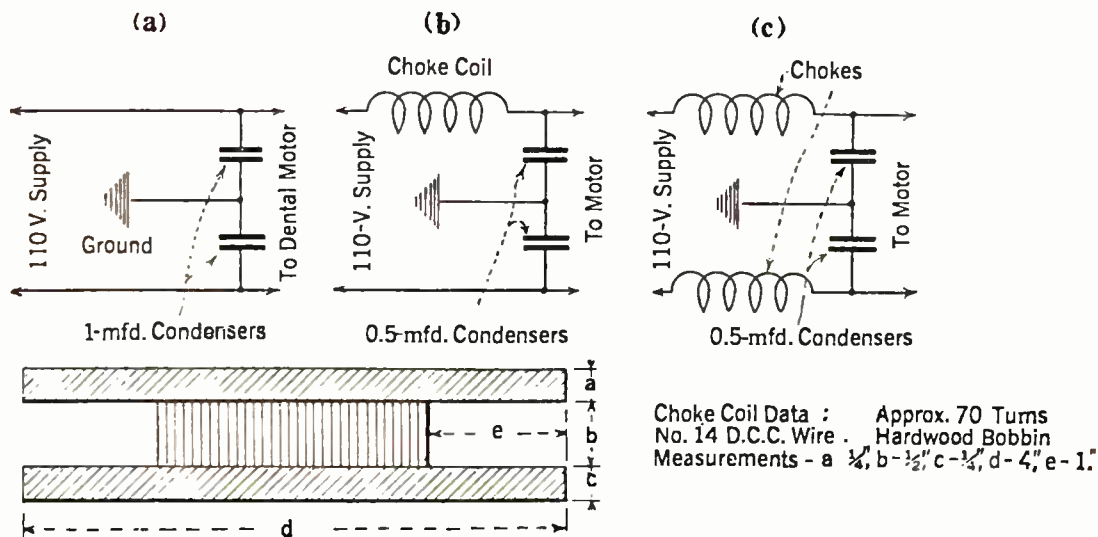 (a)
(b)
(c)
Choke Coil
Chokes
110 V. Supply
Ground
To Dental Motor
110-V. Supply
To Motor
110-V. Supply
To Motor
1-mfd. Condensers
0.5-mfd. Condensers
0.5-mfd. Condensers
a
b
c
e
d
Choke Coil Data : Approx. 70 Turns
No. 14 D.C.C. Wire . Hardwood Bobbin
Measurements - a ¼," b-½," c-¼," d-4," e-1."